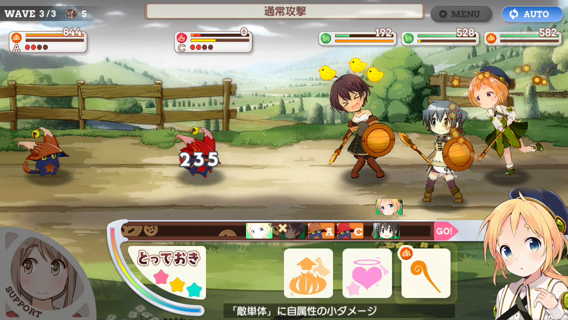 WAVE 3/3 5
通常攻撃
MENU
AUTO
844
A
0
C
192
528
582
235
A C GO!
とっておき
SUPPORT
「敵単体」に自属性の小ダメージ